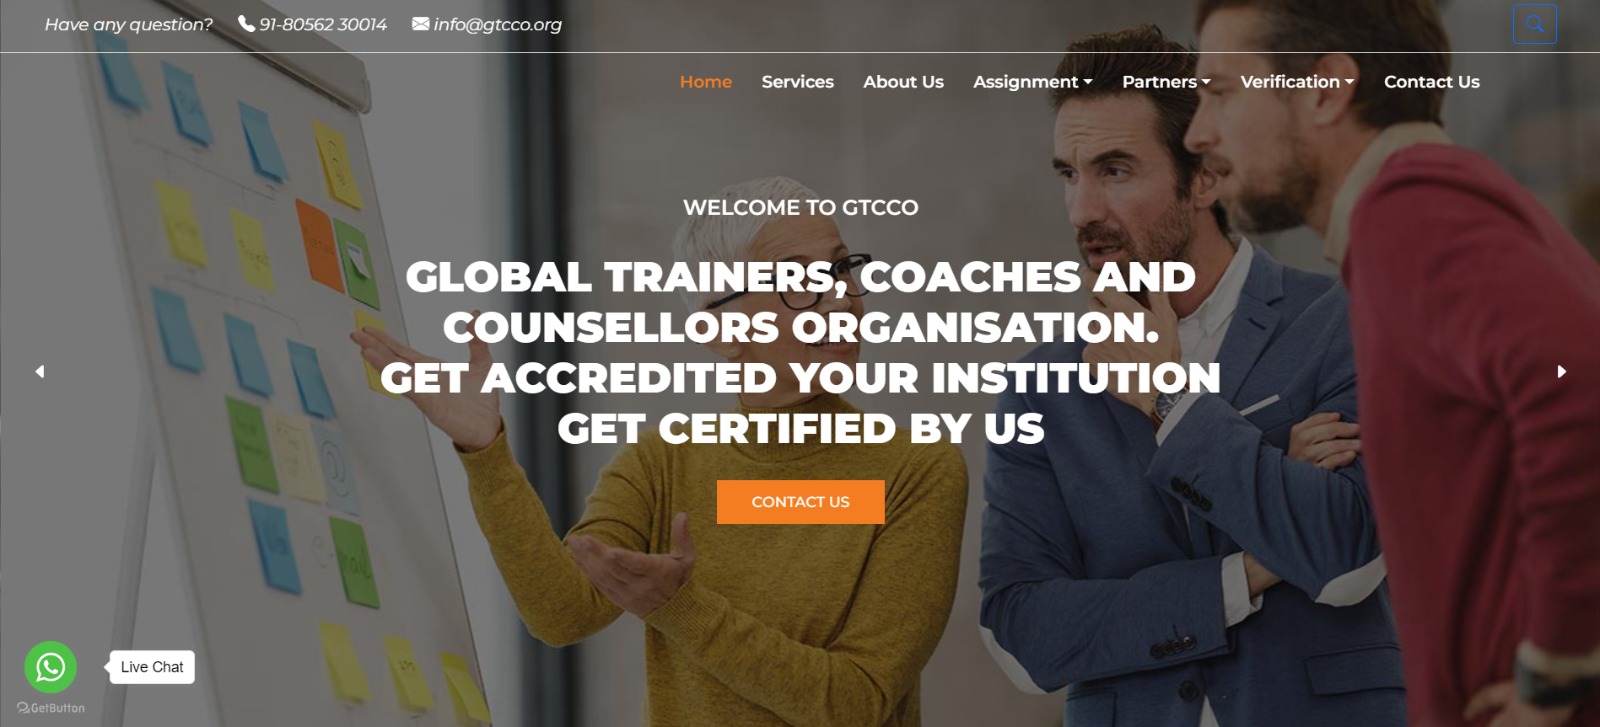 Have any question? 91-80562 30014 info@gtcco.org
Home Services About Us Assignment Partners Verification Contact Us
WELCOME TO GTCCO
GLOBAL TRAINERS, COACHES AND
COUNSELLORS ORGANISATION.
GET ACCREDITED YOUR INSTITUTION
GET CERTIFIED BY US
CONTACT US
Live Chat
GetButton